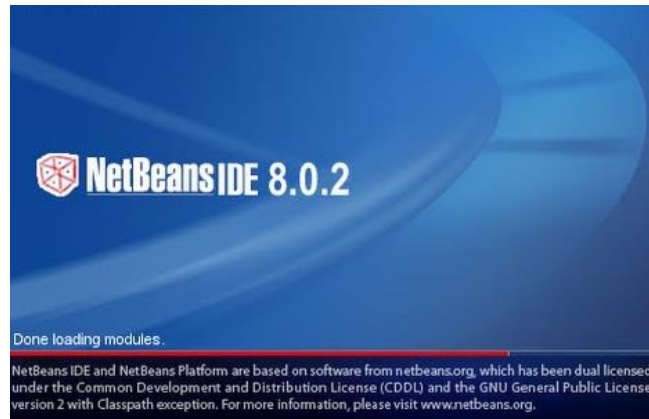 NetBeans IDE 8.0.2
Done loading modules.
NetBeans IDE and NetBeans Platform are based on software from netbeans.org, which has been dual licensed
under the Common Development and Distribution License (CDDL) and the GNU General Public License
version 2 with Classpath exception. For more information, please visit www.netbeans.org.